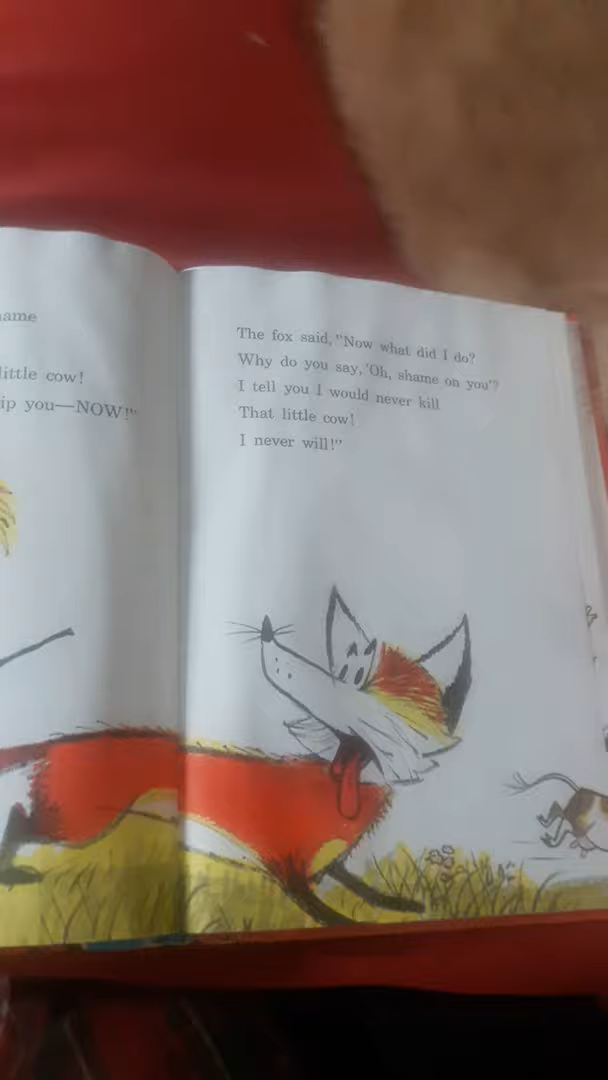 ame
little cow!
ip you—NOW!"
The fox said, "Now what did I do?
Why do you say, 'Oh, shame on you'?
I tell you I would never kill
That little cow!
I never will!"